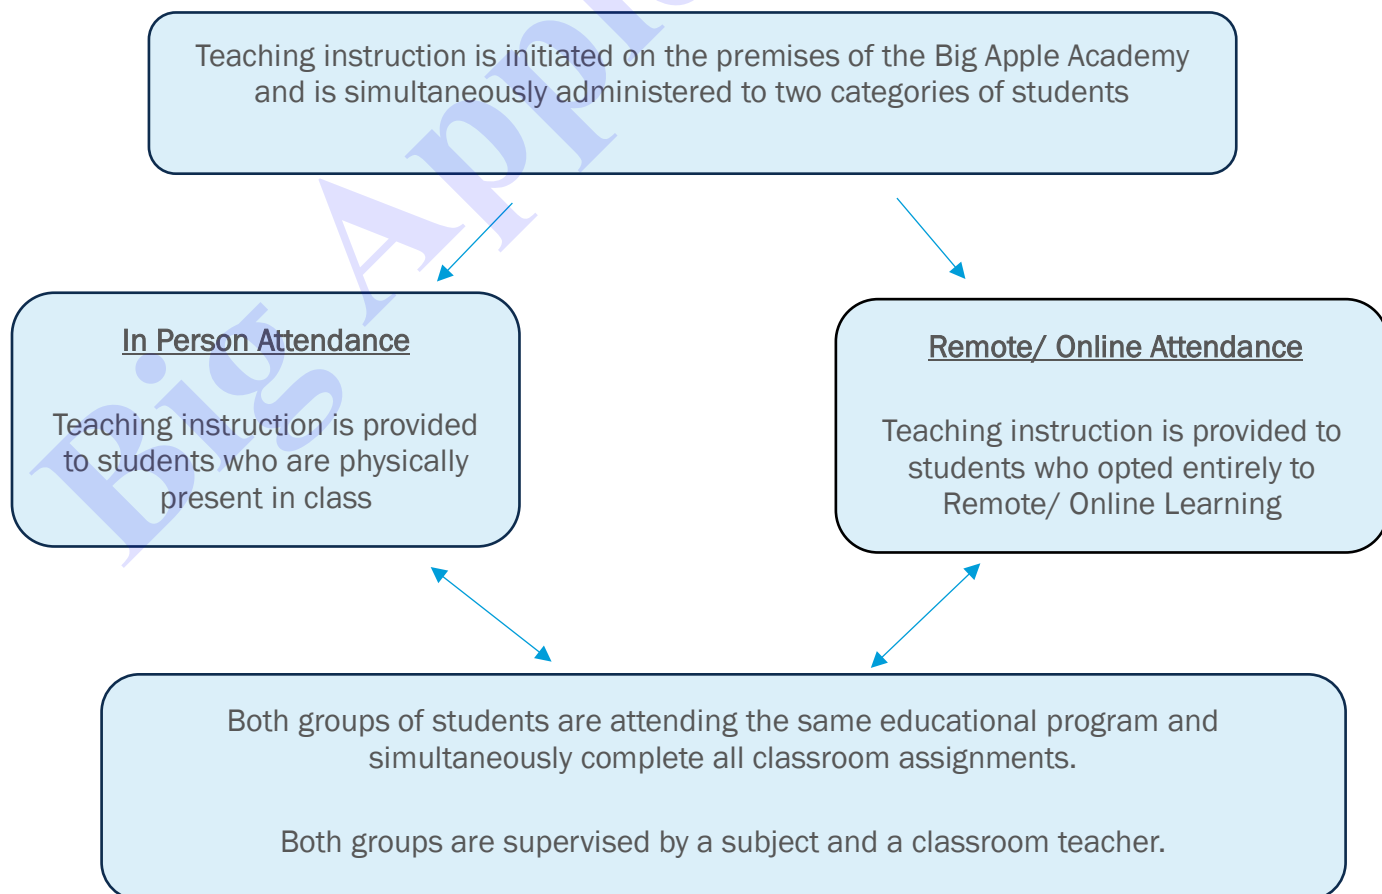 Teaching instruction is initiated on the premises of the Big Apple Academy
and is simultaneously administered to two categories of students
In Person Attendance
Teaching instruction is provided
to students who are physically
present in class
Remote/ Online Attendance
Teaching instruction is provided to
students who opted entirely to
Remote/ Online Learning
Both groups of students are attending the same educational program and
simultaneously complete all classroom assignments.
Both groups are supervised by a subject and a classroom teacher.
Big Apple